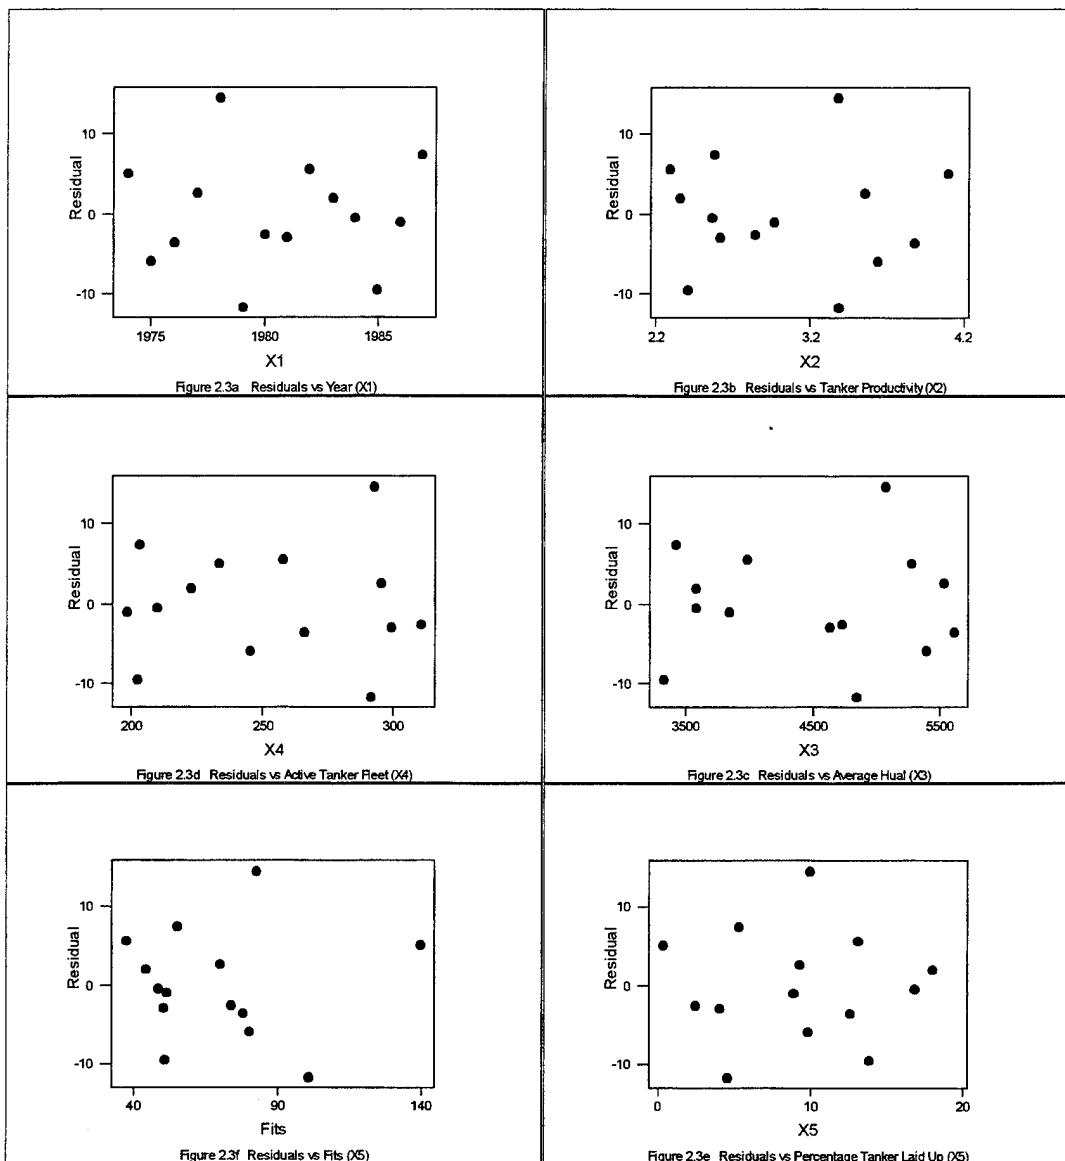 Residual
10
0
-10
1975
1980
1985
X1
Figure 2.3a Residuals vs Year (X1)
Residual
10
0
-10
2.2
3.2
4.2
X2
Figure 2.3b Residuals vs Tanker Productivity (X2)
Residual
10
0
-10
200
250
300
X4
Figure 2.3d Residuals vs Active Tanker Fleet (X4)
Residual
10
0
-10
3500
4500
5500
X3
Figure 2.3c Residuals vs Average Hual (X3)
Residual
10
0
-10
40
90
140
Fits
Figure 2.3f Residuals vs Fits (X5)
Residual
10
0
-10
0
10
20
X5
Figure 2.3e Residuals vs Percentage Tanker Laid Up (X5)